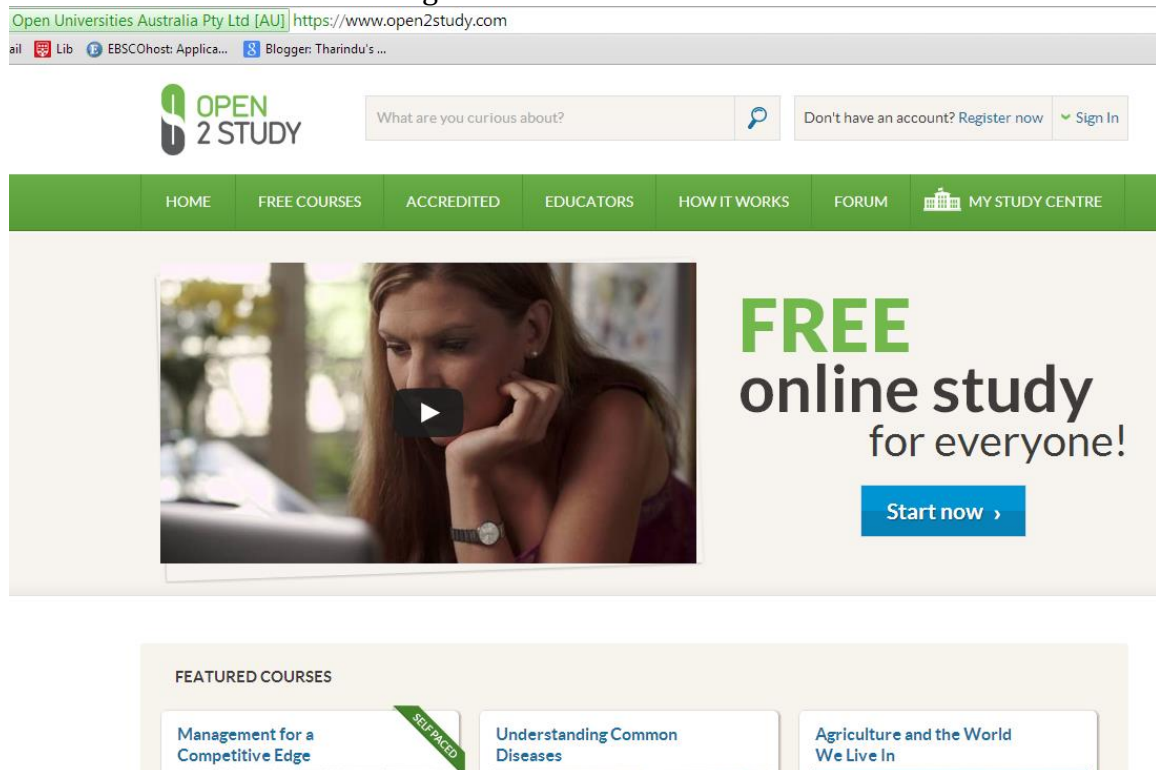 Open Universities Australia Pty Ltd [AU] https://www.open2study.com
ail Lib EBSCOhost: Applica... Blogger: Tharindu's ...
OPEN
2 STUDY
What are you curious about?
Don't have an account? Register now Sign In
HOME FREE COURSES ACCREDITED EDUCATORS HOW IT WORKS FORUM MY STUDY CENTRE
FREE
online study
for everyone!
Start now ›
FEATURED COURSES
Management for a
Competitive Edge
SELF PACED
Understanding Common
Diseases
Agriculture and the World
We Live In